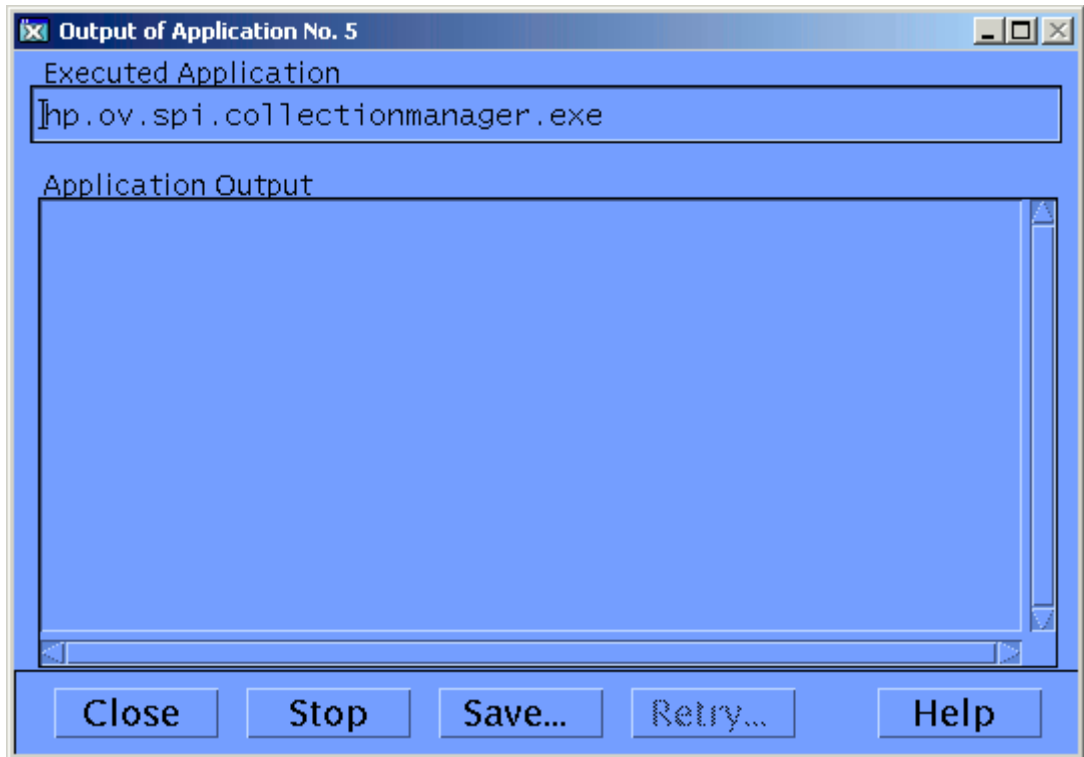 Output of Application No. 5
Executed Application
hp.ov.spi.collectionmanager.exe
Application Output
Close Stop Save... Retry... Help